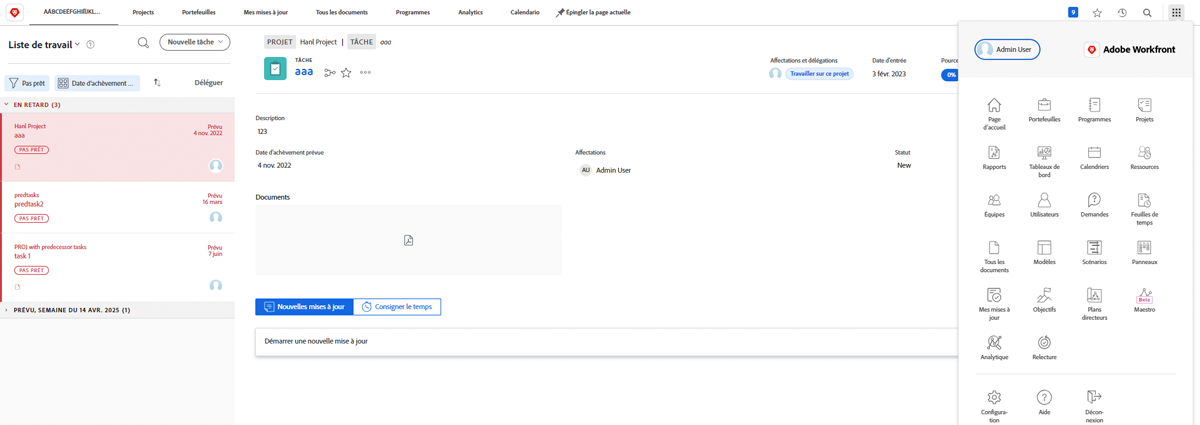 AÀBCDEÉFGHIÎÏJKL...
Projects
Portefeuilles
Mes mises à jour
Tous les documents
Programmes
Analytics
Calendario
Épingler la page actuelle
9
Liste de travail
Nouvelle tâche
Pas prêt
Date d'achèvement ...
Déléguer
EN RETARD (3)
Hanl Project
Prévu
aaa
4 nov. 2022
PAS PRÊT
predtasks
Prévu
predtask2
16 mars
PAS PRÊT
PROJ with predecessor tasks
Prévu
task 1
7 juin
PAS PRÊT
PRÉVU, SEMAINE DU 14 AVR. 2025 (1)
PROJET Hanl Project | TÂCHE aaa
TÂCHE
aaa
Affectations et délégations
Travailler sur ce projet
Date d'entrée
3 févr. 2023
Pource
0%
Description
123
Date d'achèvement prévue
4 nov. 2022
Affectations
AU Admin User
Statut
New
Documents
Nouvelles mises à jour
Consigner le temps
Démarrer une nouvelle mise à jour
Admin User
Adobe Workfront
Page
d'accueil
Portefeuilles
Programmes
Projets
Rapports
Tableaux de
bord
Calendriers
Ressources
Équipes
Utilisateurs
Demandes
Feuilles de
temps
Tous les
documents
Modèles
Scénarios
Panneaux
Mes mises à
jour
Objectifs
Plans
directeurs
Beta
Maestro
Analytique
Relecture
Configura-
tion
Aide
Décon-
nexion